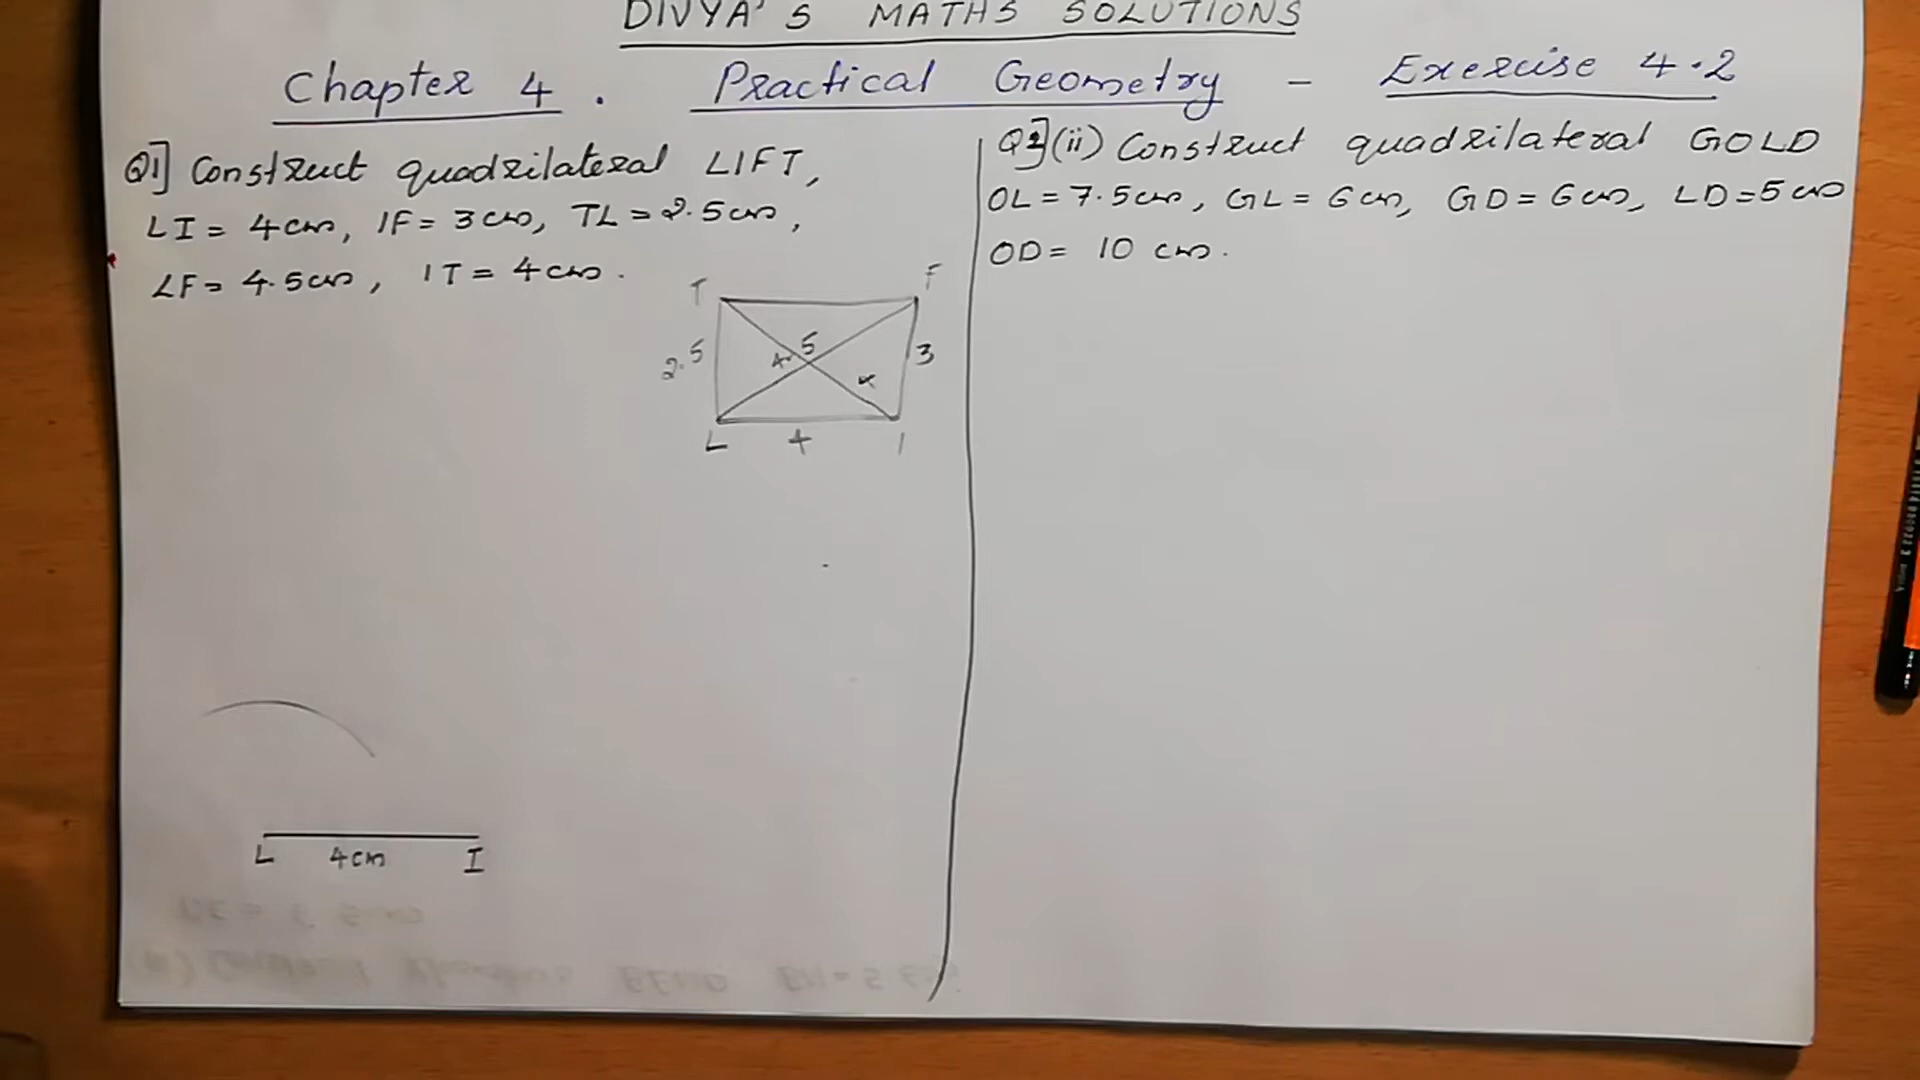 DIVYA'S MATHS SOLUTIONS
Chapter 4. Practical Geometry - Exercise 4.2
Q1] Construct quadrilateral LIFT,
LI = 4cm, IF = 3cm, TL = 2.5cm,
LF = 4.5cm, IT = 4cm.
T F
2.5 4.5 4 3
L 4 I
L 4cm I
Q1](ii) Construct quadrilateral GOLD
OL = 7.5cm, GL = 6cm, GD = 6cm, LD = 5cm
OD = 10 cm.